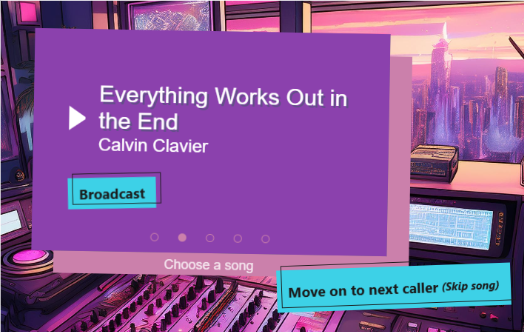 Everything Works Out in
the End
Calvin Clavier
Broadcast
Choose a song
Move on to next caller (Skip song)